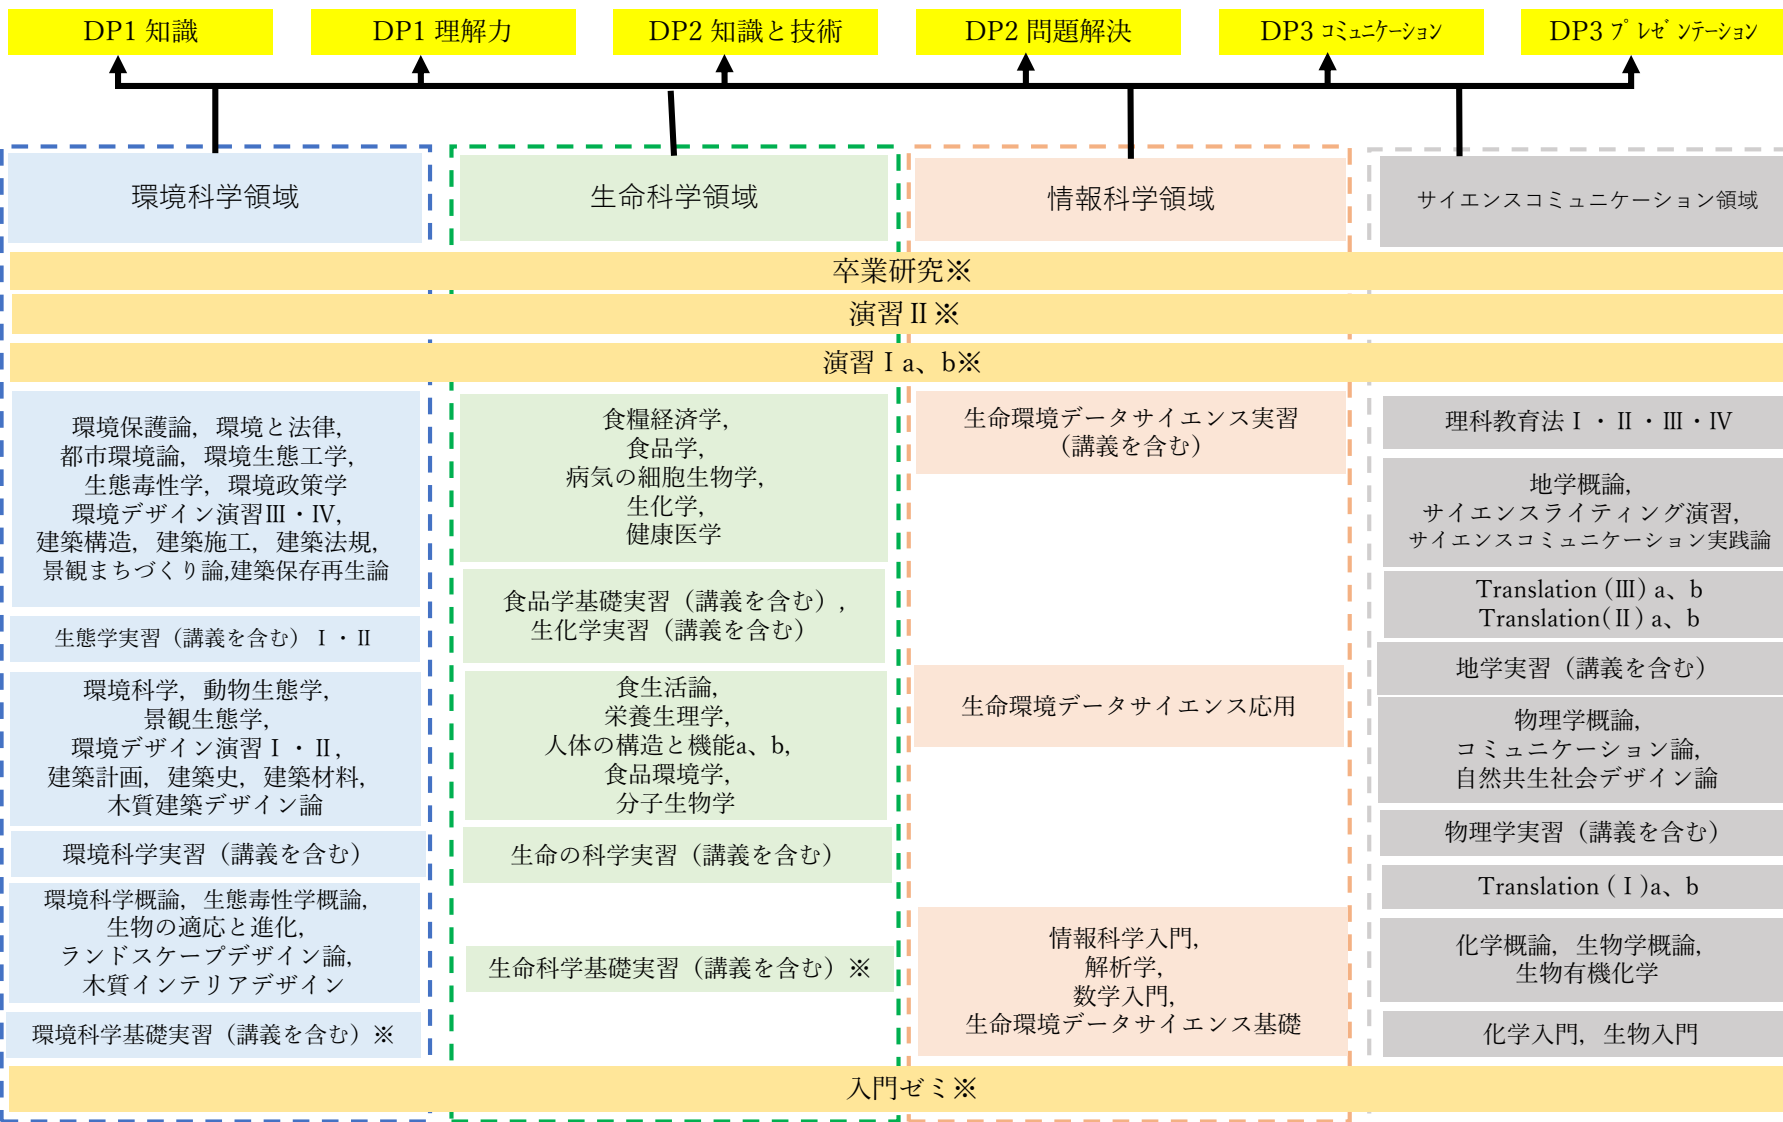 DP1 知識
DP1 理解力
DP2 知識と技術
DP2 問題解決
DP3 ｺﾐｭﾆｹｰｼｮﾝ
DP3 ﾌﾟﾚｾﾞﾝﾃｰｼｮﾝ
環境科学領域
生命科学領域
情報科学領域
サイエンスコミュニケーション領域
卒業研究※
演習Ⅱ※
演習Ⅰa、b※
環境保護論，環境と法律，
都市環境論，環境生態工学，
生態毒性学，環境政策学
環境デザイン演習Ⅲ・Ⅳ，
建築構造，建築施工，建築法規，
景観まちづくり論,建築保存再生論
生態学実習（講義を含む）Ⅰ・Ⅱ
環境科学，動物生態学，
景観生態学，
環境デザイン演習Ⅰ・Ⅱ，
建築計画，建築史，建築材料，
木質建築デザイン論
環境科学実習（講義を含む）
環境科学概論，生態毒性学概論，
生物の適応と進化，
ランドスケープデザイン論，
木質インテリアデザイン
環境科学基礎実習（講義を含む）※
食糧経済学，
食品学，
病気の細胞生物学，
生化学，
健康医学
食品学基礎実習（講義を含む），
生化学実習（講義を含む）
食生活論，
栄養生理学，
人体の構造と機能a、b，
食品環境学，
分子生物学
生命の科学実習（講義を含む）
生命科学基礎実習（講義を含む）※
生命環境データサイエンス実習
（講義を含む）
生命環境データサイエンス応用
情報科学入門，
解析学，
数学入門，
生命環境データサイエンス基礎
理科教育法Ⅰ・Ⅱ・Ⅲ・Ⅳ
地学概論，
サイエンスライティング演習，
サイエンスコミュニケーション実践論
Translation (Ⅲ) a、b
Translation(Ⅱ) a、b
地学実習（講義を含む）
物理学概論，
コミュニケーション論，
自然共生社会デザイン論
物理学実習（講義を含む）
Translation (Ⅰ)a、b
化学概論，生物学概論，
生物有機化学
化学入門，生物入門
入門ゼミ※